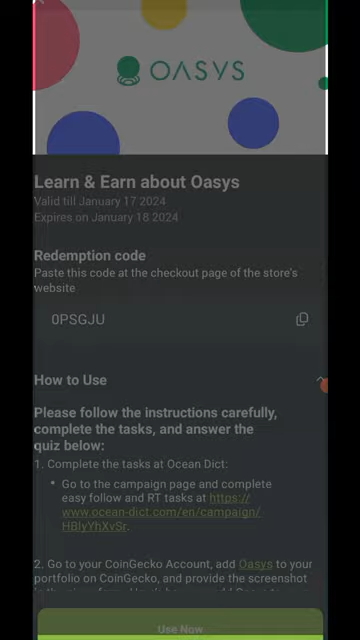 OASYS
Learn & Earn about Oasys
Valid till January 17 2024
Expires on January 18 2024
Redemption code
Paste this code at the checkout page of the store's
website
0PSGJU
How to Use
Please follow the instructions carefully,
complete the tasks, and answer the
quiz below:
1. Complete the tasks at Ocean Dict:
• Go to the campaign page and complete
easy follow and RT tasks at https://
www.ocean-dict.com/en/campaign/
HBlyYhXvSr.
2. Go to your CoinGecko Account, add Oasys to your
portfolio on CoinGecko, and provide the screenshot
Use Now